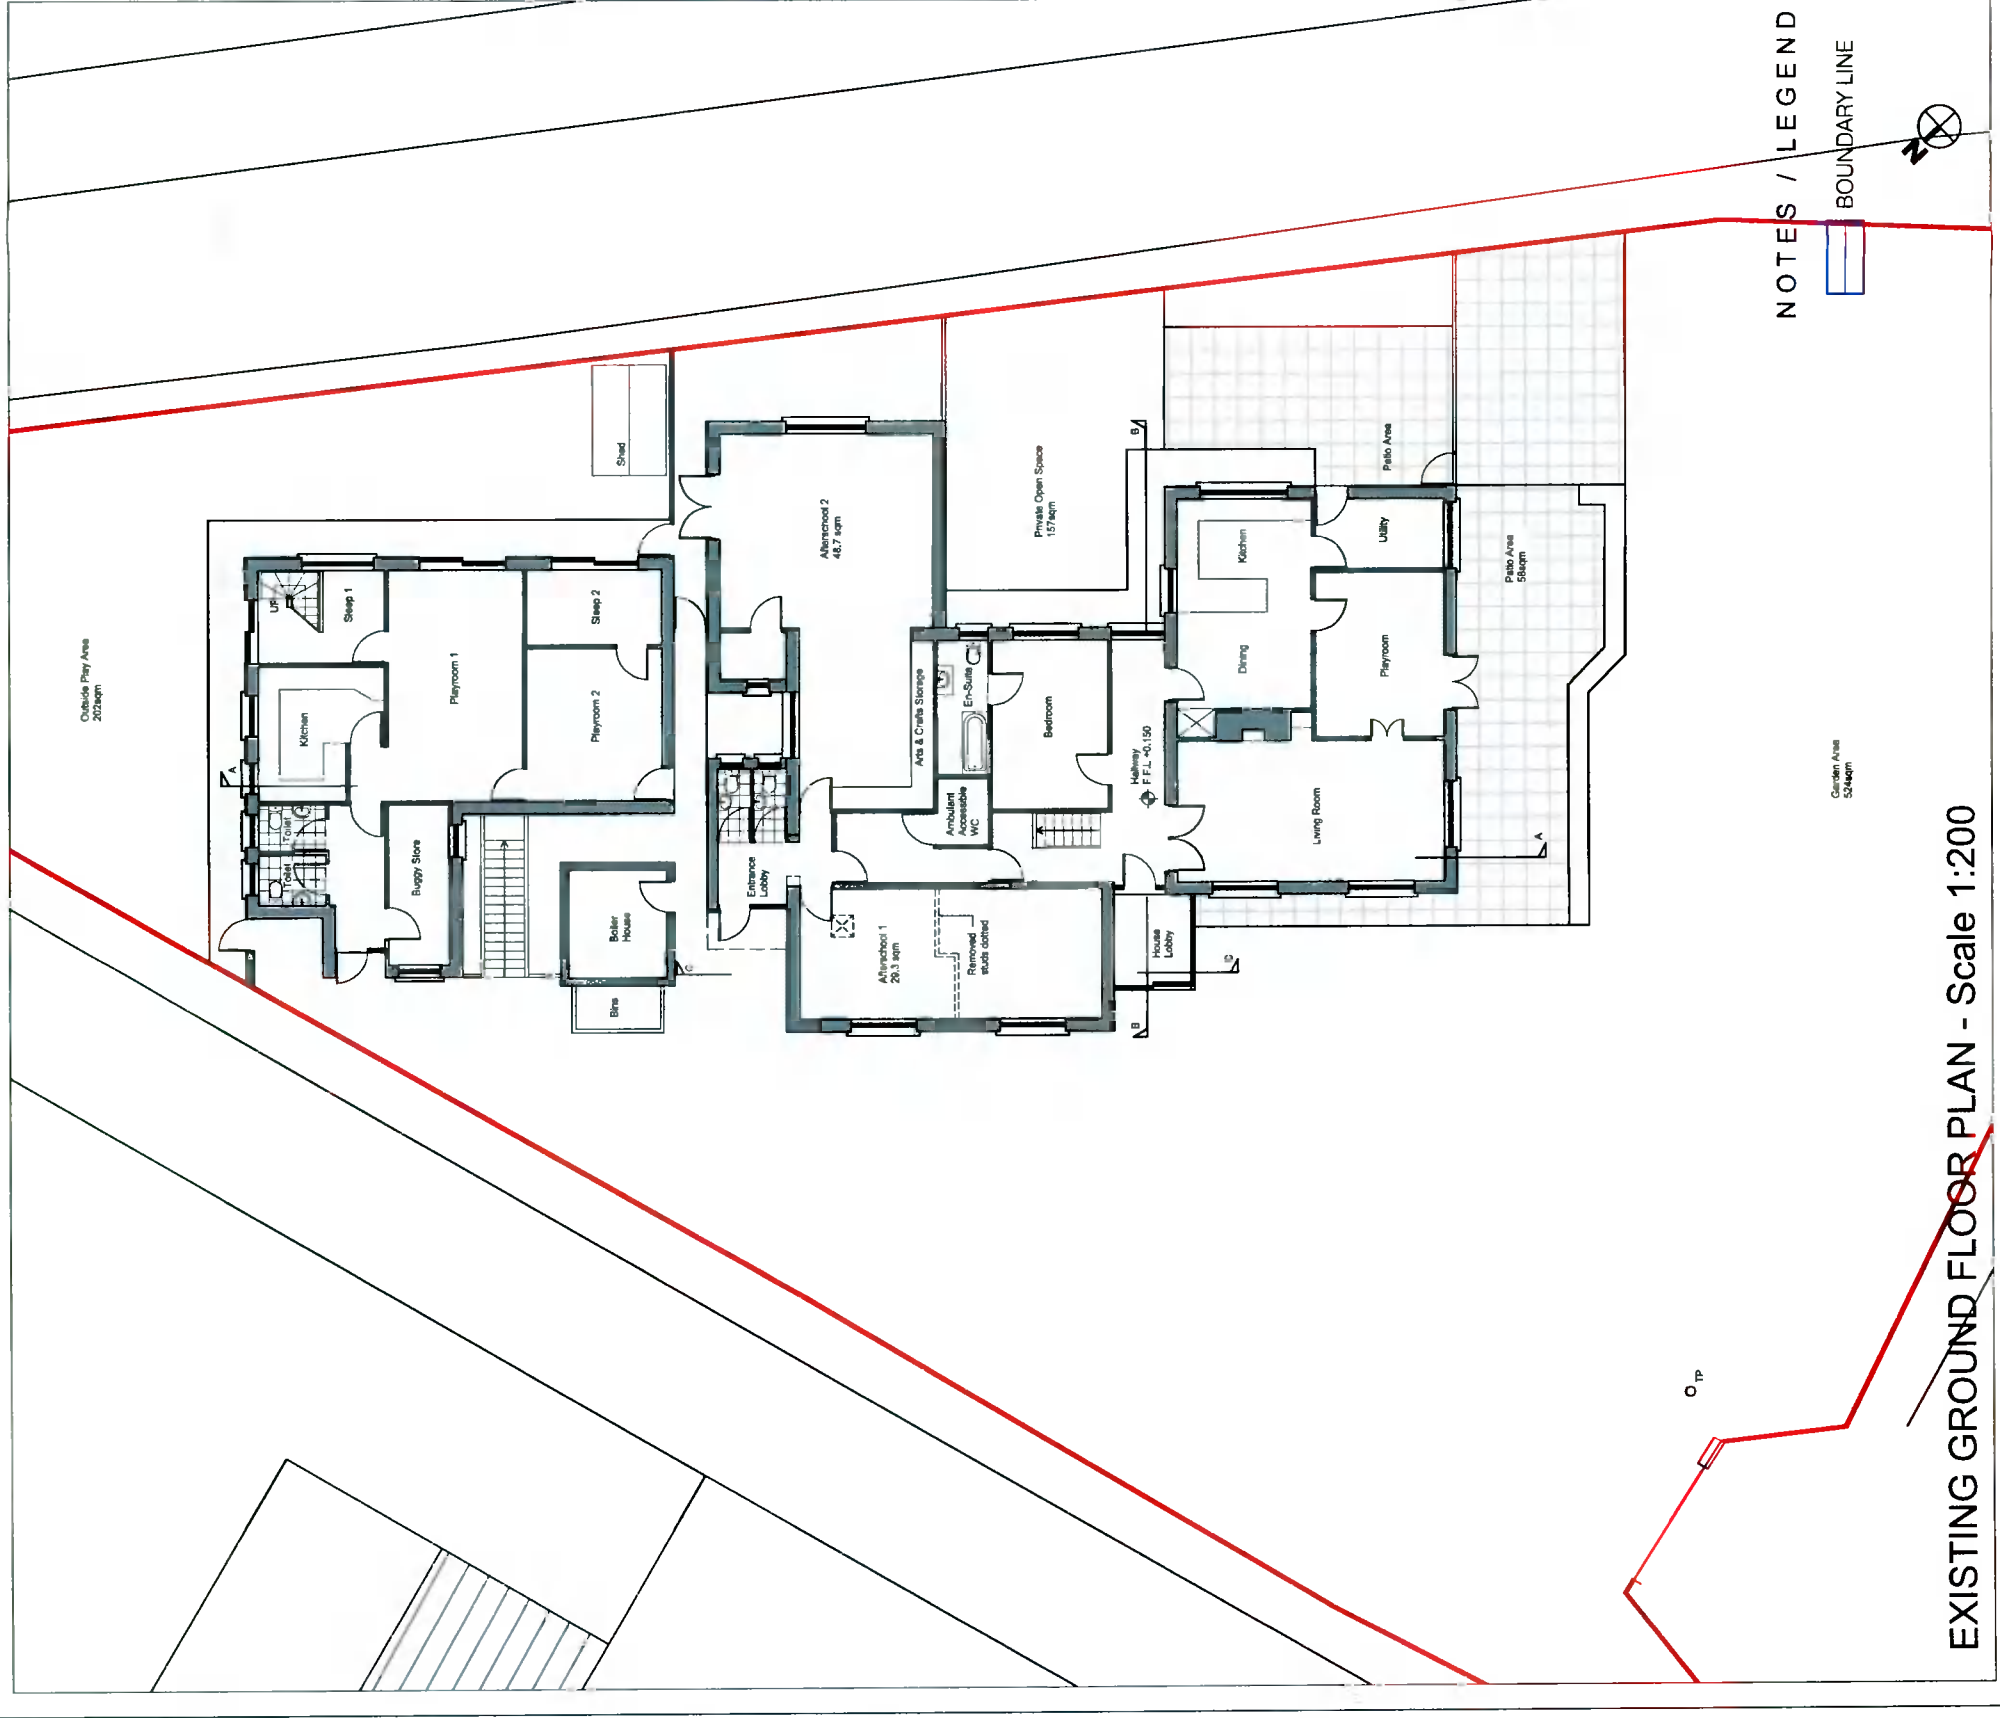 Outside Play Area
202sqm
UP
Sleep 1
Kitchen
Playroom 1
Sleep 2
Playroom 2
A
Toilet
Toilet
Buggy Store
Boiler
House
Bins
C
Shed
Afterschool 2
48.7 sqm
Entrance
Lobby
Arts & Crafts Storage
En-Suite
Ambulant
Accessible
WC
Bedroom
Afterschool 1
29.3 sqm
Removed
studs dotted
Private Open Space
157sqm
B
Hallway
F.F.L +0.150
House
Lobby
B
C
Kitchen
Dining
Utility
Playroom
Living Room
A
Patio Area
Patio Area
58sqm
Garden Area
524sqm
TP
NOTES / LEGEND
BOUNDARY LINE
N
EXISTING GROUND FLOOR PLAN - Scale 1:200